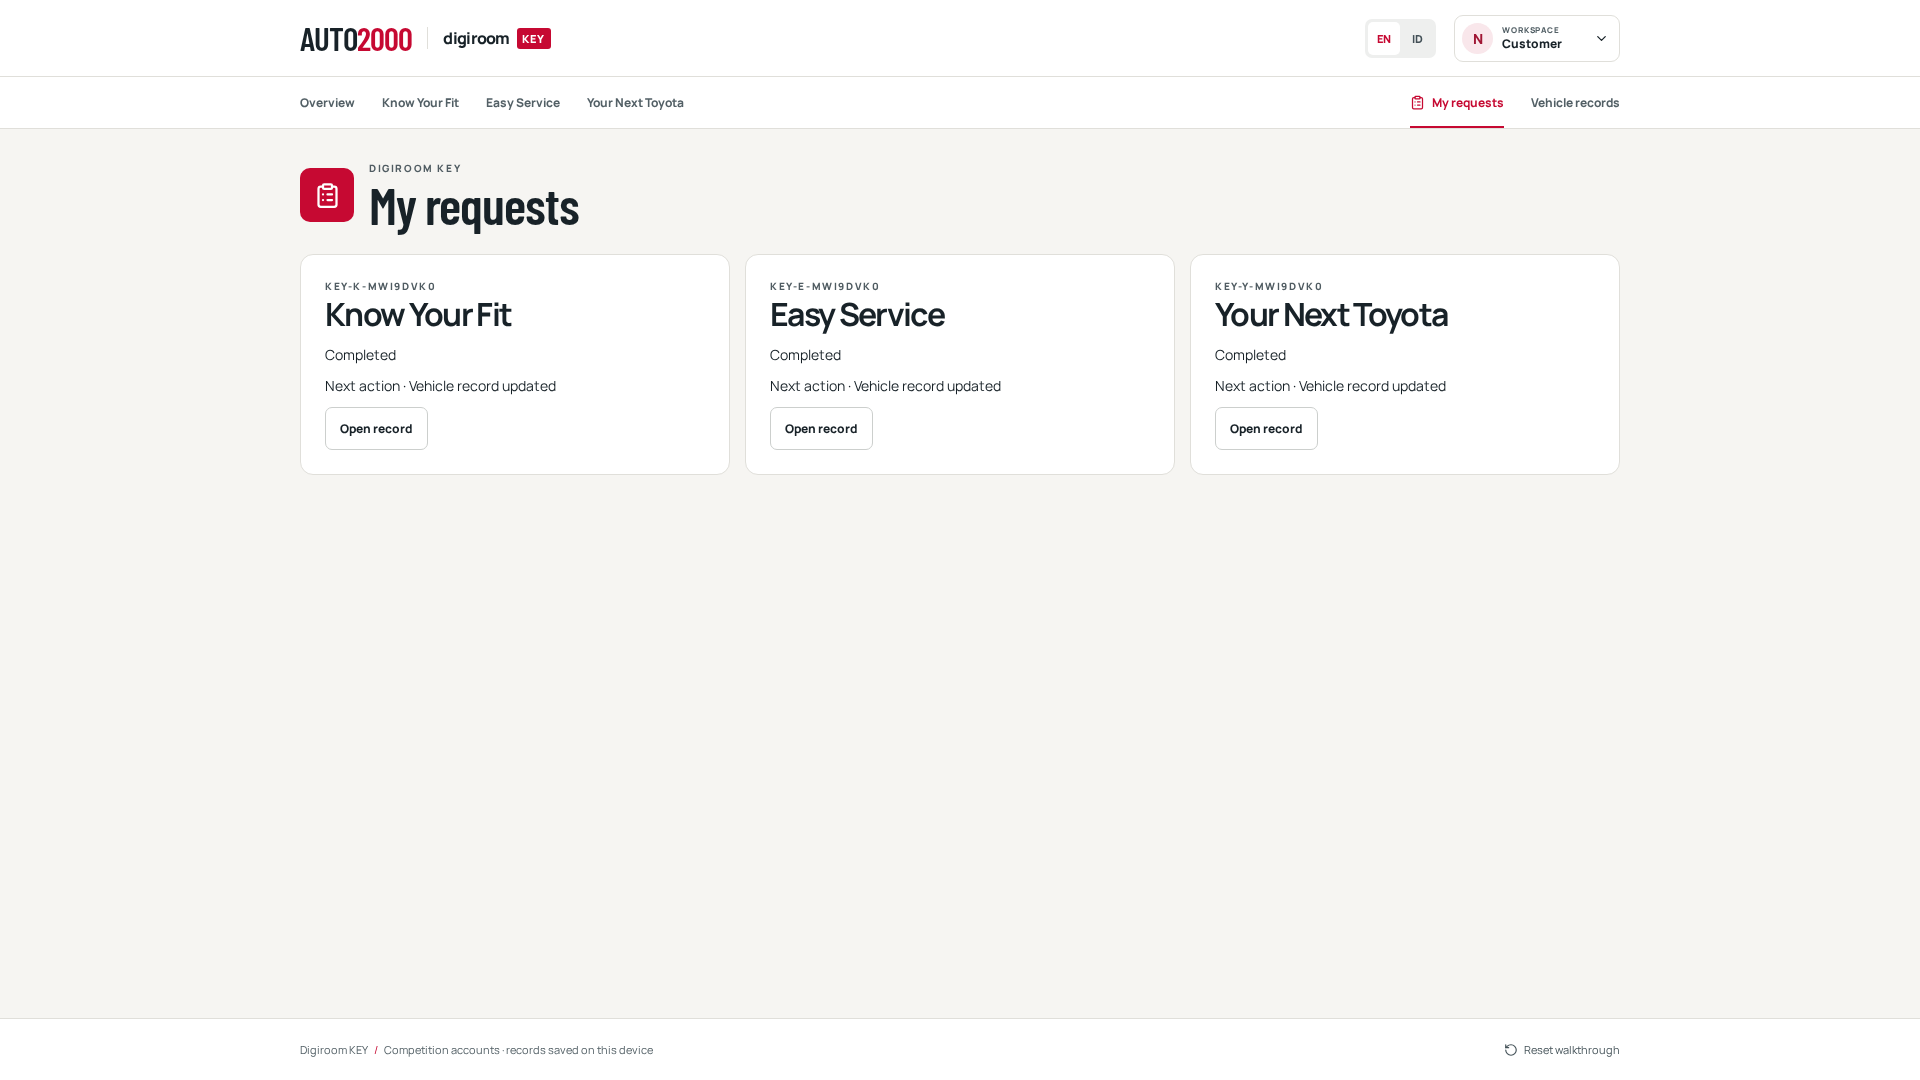 AUTO2000 digiroom KEY
EN ID
N WORKSPACE
Customer
Overview Know Your Fit Easy Service Your Next Toyota My requests Vehicle records
DIGIROOM KEY
My requests
KEY-K-MWI9DVK0
Know Your Fit
Completed
Next action · Vehicle record updated
Open record
KEY-E-MWI9DVK0
Easy Service
Completed
Next action · Vehicle record updated
Open record
KEY-Y-MWI9DVK0
Your Next Toyota
Completed
Next action · Vehicle record updated
Open record
Digiroom KEY / Competition accounts · records saved on this device
Reset walkthrough